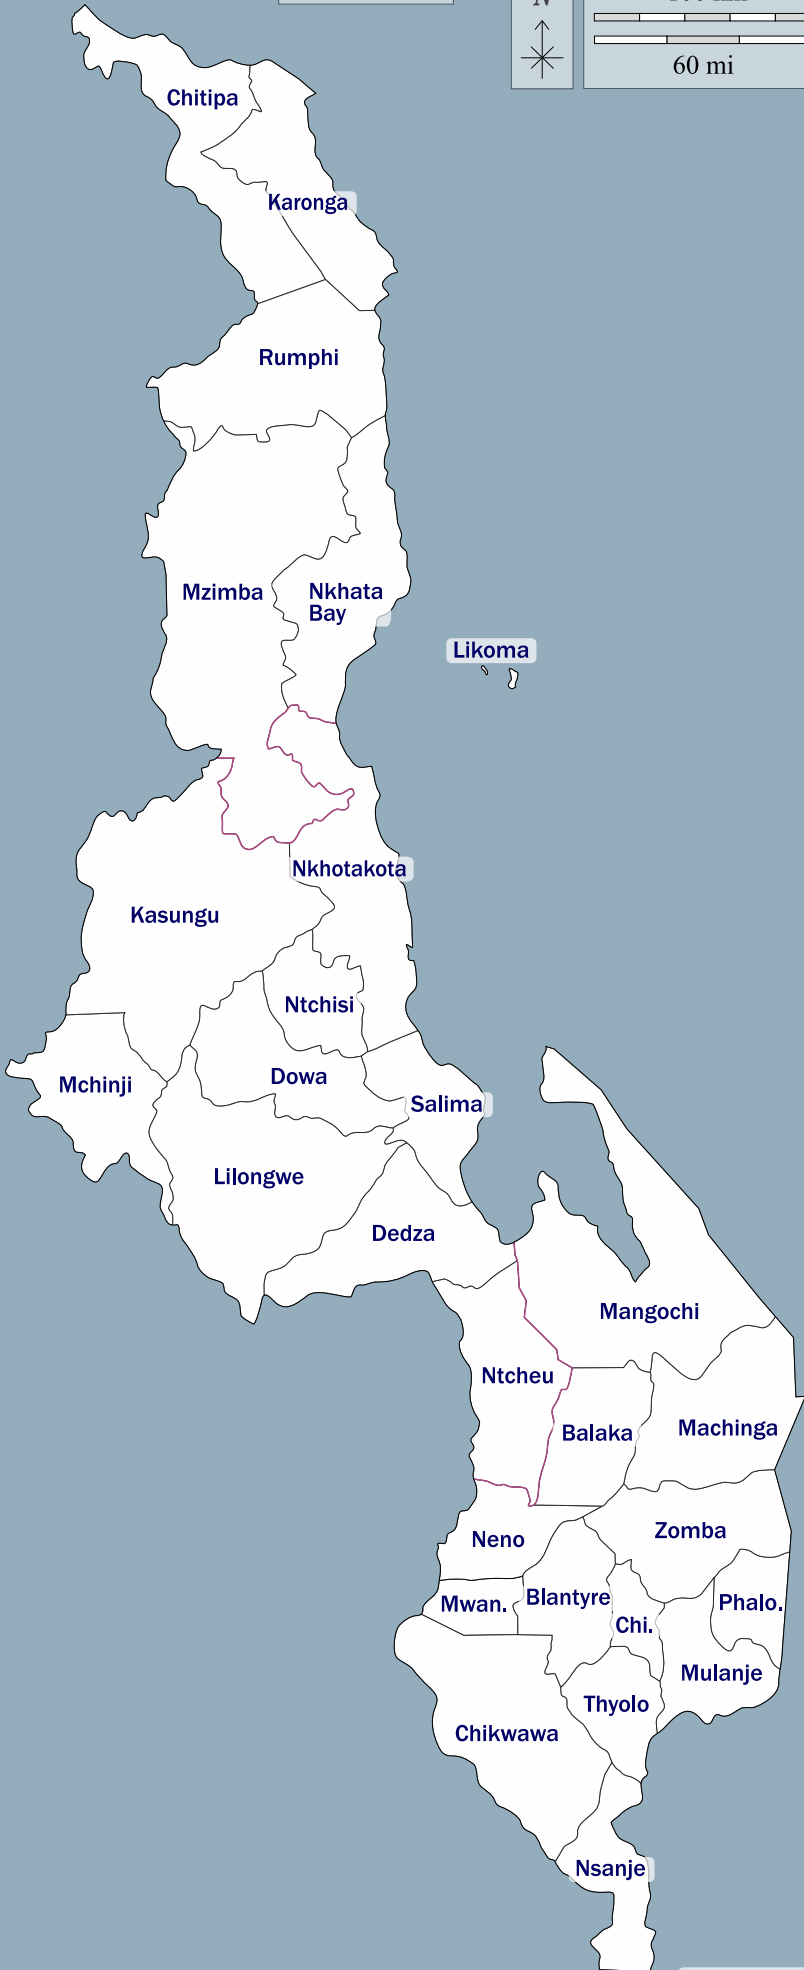 N
60 mi
Chitipa
Karonga
Rumphi
Mzimba
Nkhata
Bay
Likoma
Nkhotakota
Kasungu
Ntchisi
Mchinji
Dowa
Salima
Lilongwe
Dedza
Mangochi
Ntcheu
Balaka
Machinga
Neno
Zomba
Mwan.
Blantyre
Chi.
Phalo.
Mulanje
Thyolo
Chikwawa
Nsanje